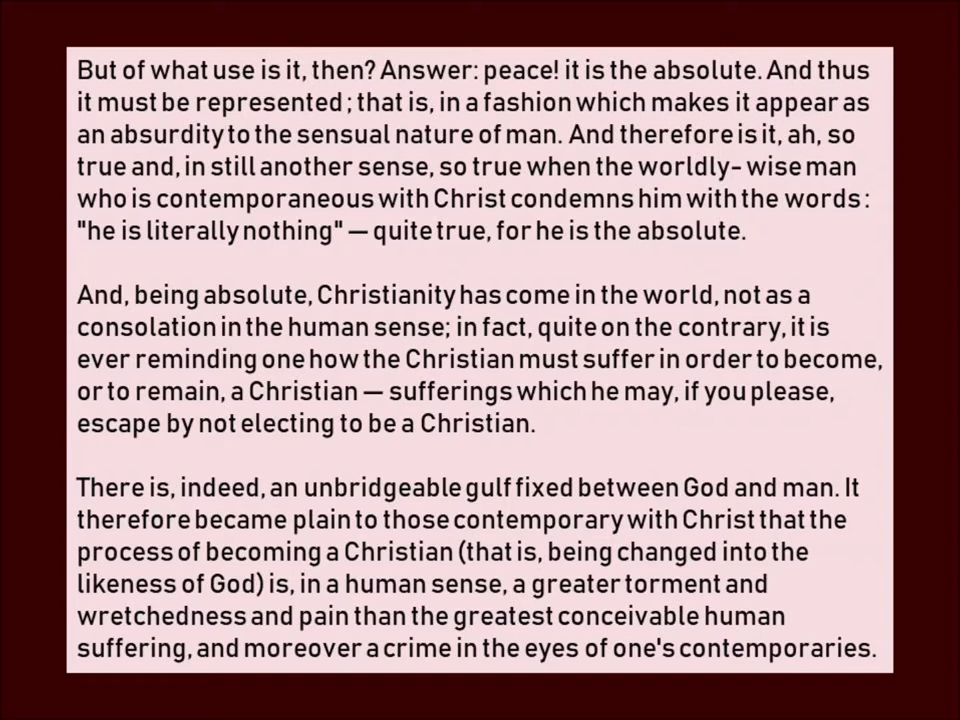 But of what use is it, then? Answer: peace! it is the absolute. And thus
it must be represented; that is, in a fashion which makes it appear as
an absurdity to the sensual nature of man. And therefore is it, ah, so
true and, in still another sense, so true when the worldly- wise man
who is contemporaneous with Christ condemns him with the words:
"he is literally nothing" — quite true, for he is the absolute.
And, being absolute, Christianity has come in the world, not as a
consolation in the human sense; in fact, quite on the contrary, it is
ever reminding one how the Christian must suffer in order to become,
or to remain, a Christian — sufferings which he may, if you please,
escape by not electing to be a Christian.
There is, indeed, an unbridgeable gulf fixed between God and man. It
therefore became plain to those contemporary with Christ that the
process of becoming a Christian (that is, being changed into the
likeness of God) is, in a human sense, a greater torment and
wretchedness and pain than the greatest conceivable human
suffering, and moreover a crime in the eyes of one's contemporaries.